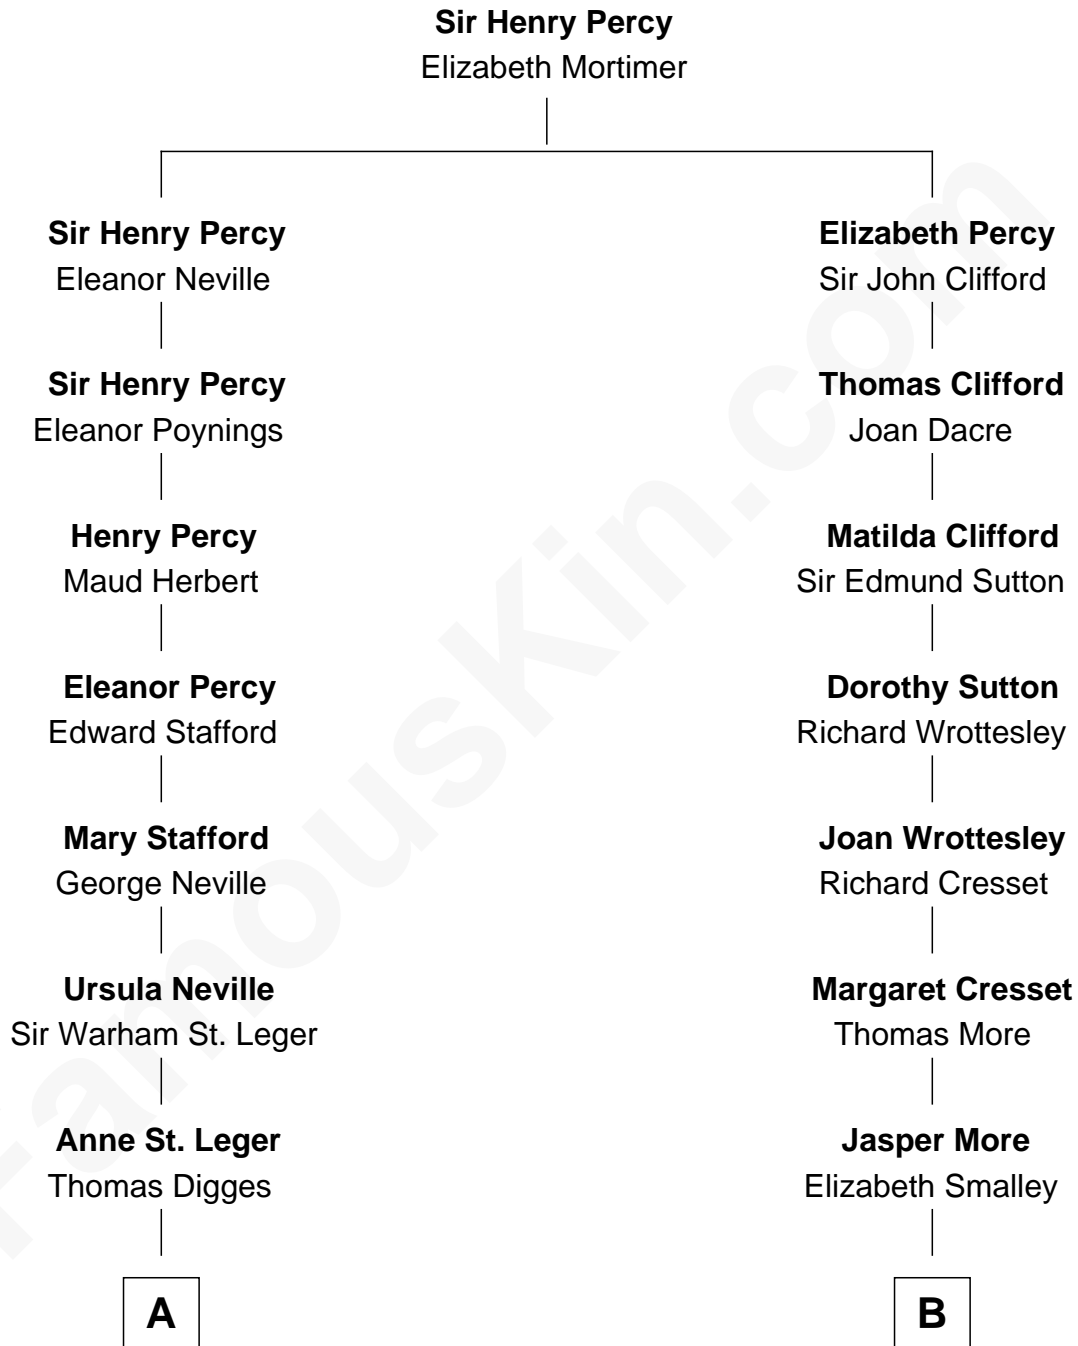 Sir Henry Percy
Elizabeth Mortimer
Sir Henry Percy
Eleanor Neville
Elizabeth Percy
Sir John Clifford
Sir Henry Percy
Eleanor Poynings
Thomas Clifford
Joan Dacre
Henry Percy
Maud Herbert
Matilda Clifford
Sir Edmund Sutton
Eleanor Percy
Edward Stafford
Dorothy Sutton
Richard Wrottesley
Mary Stafford
George Neville
Joan Wrottesley
Richard Cresset
Ursula Neville
Sir Warham St. Leger
Margaret Cresset
Thomas More
Anne St. Leger
Thomas Digges
Jasper More
Elizabeth Smalley
A
B
FamousKin.com